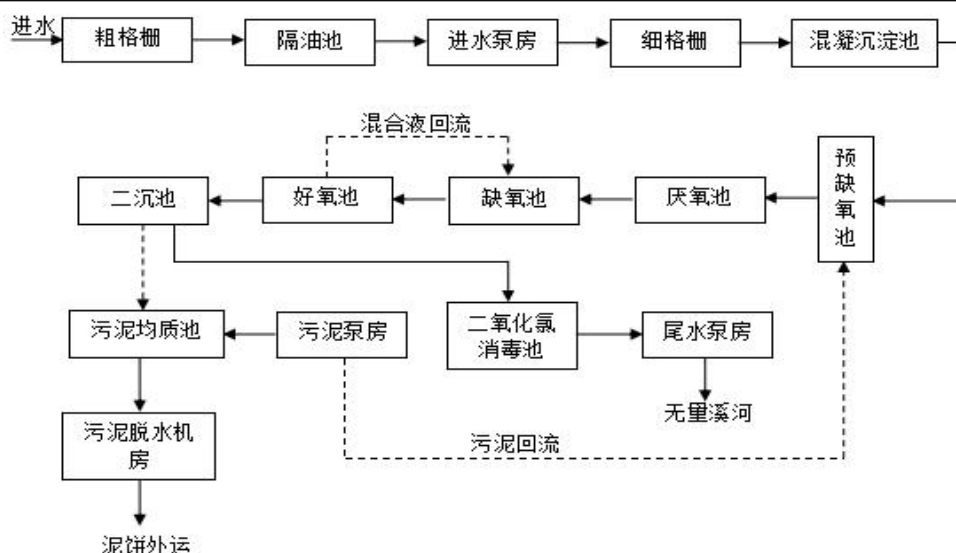 进水
粗格栅
隔油池
进水泵房
细格栅
混凝沉淀池
混合液回流
预
缺
氧
池
二沉池
好氧池
缺氧池
厌氧池
污泥均质池
污泥泵房
二氧化氯
消毒池
尾水泵房
无量溪河
污泥脱水机
房
污泥回流
泥饼外运